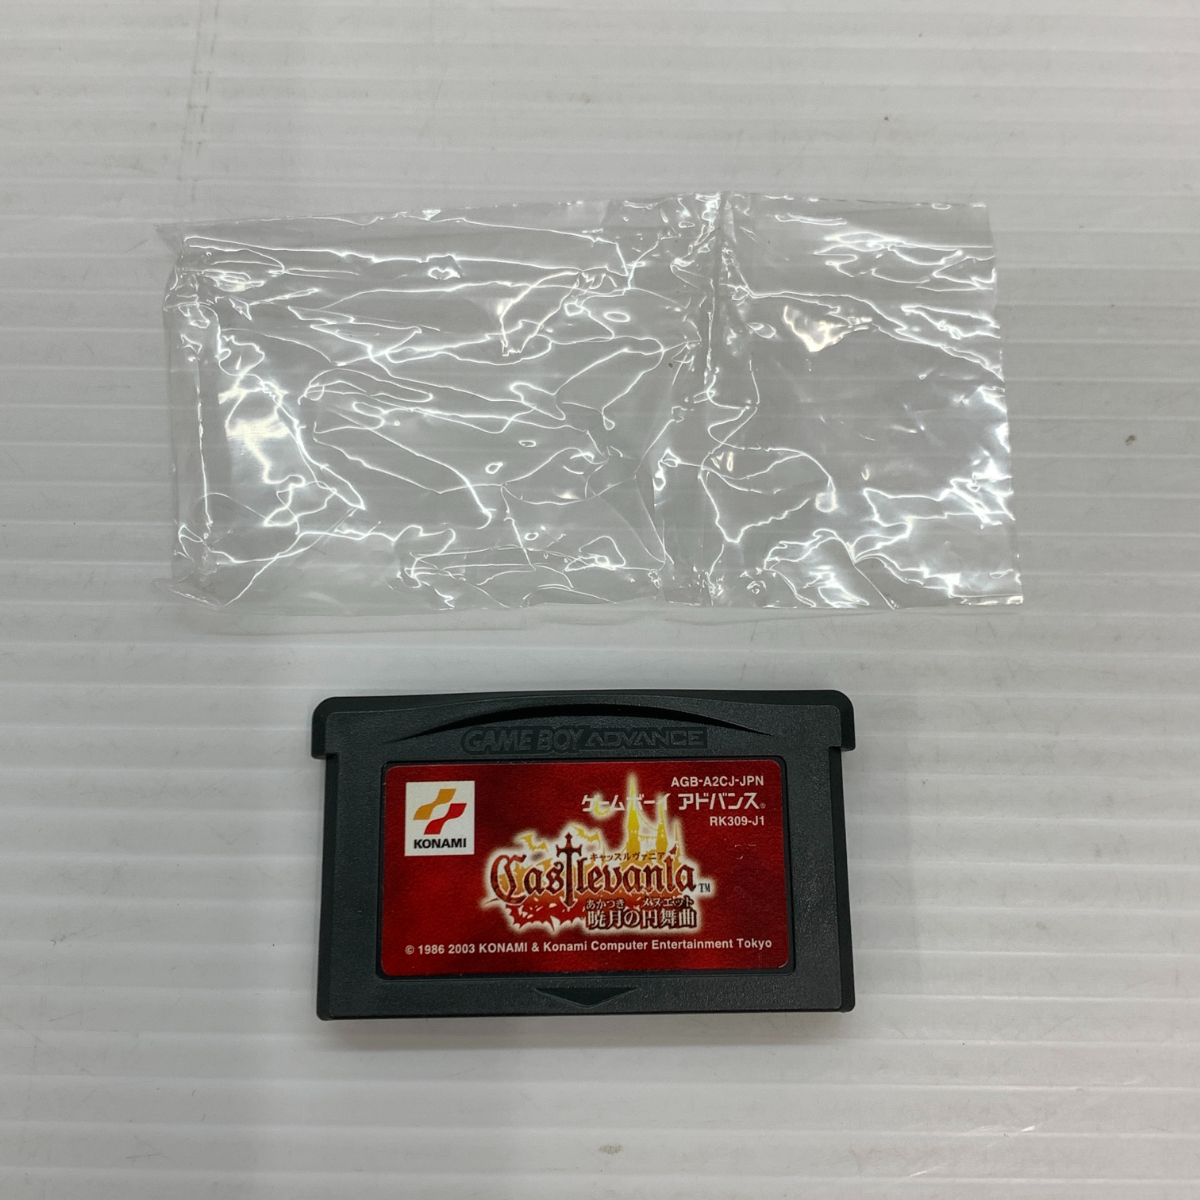 GAME BOY ADVANCE
AGB-A2CJ-JPN
ゲームボーイ アドバンス®
RK309-J1
KONAMI
キャッスルヴァニア
Castlevania™
あかつき メヌエット
暁月の円舞曲
© 1986 2003 KONAMI & Konami Computer Entertainment Tokyo